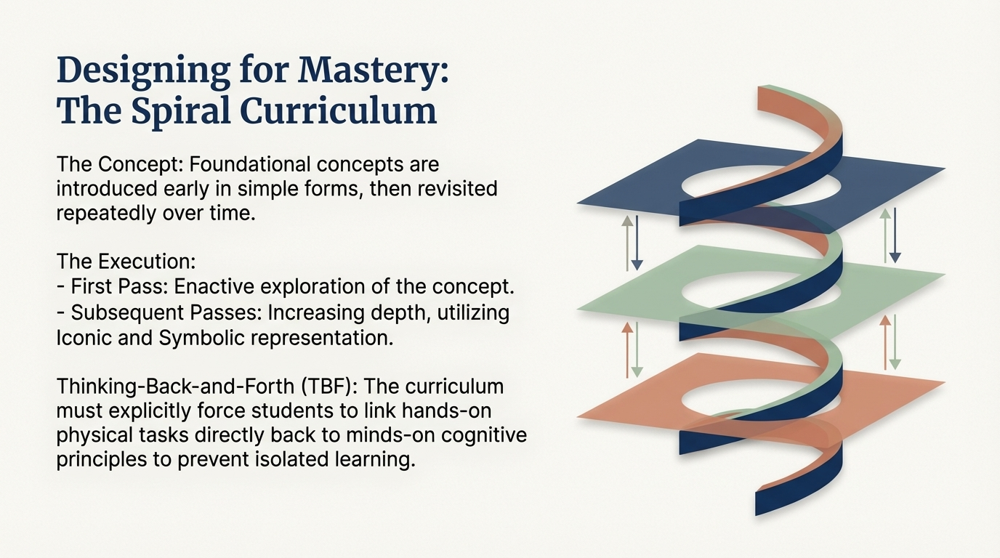 Designing for Mastery:
The Spiral Curriculum
The Concept: Foundational concepts are
introduced early in simple forms, then revisited
repeatedly over time.
The Execution:
- First Pass: Enactive exploration of the concept.
- Subsequent Passes: Increasing depth, utilizing
Iconic and Symbolic representation.
Thinking-Back-and-Forth (TBF): The curriculum
must explicitly force students to link hands-on
physical tasks directly back to minds-on cognitive
principles to prevent isolated learning.